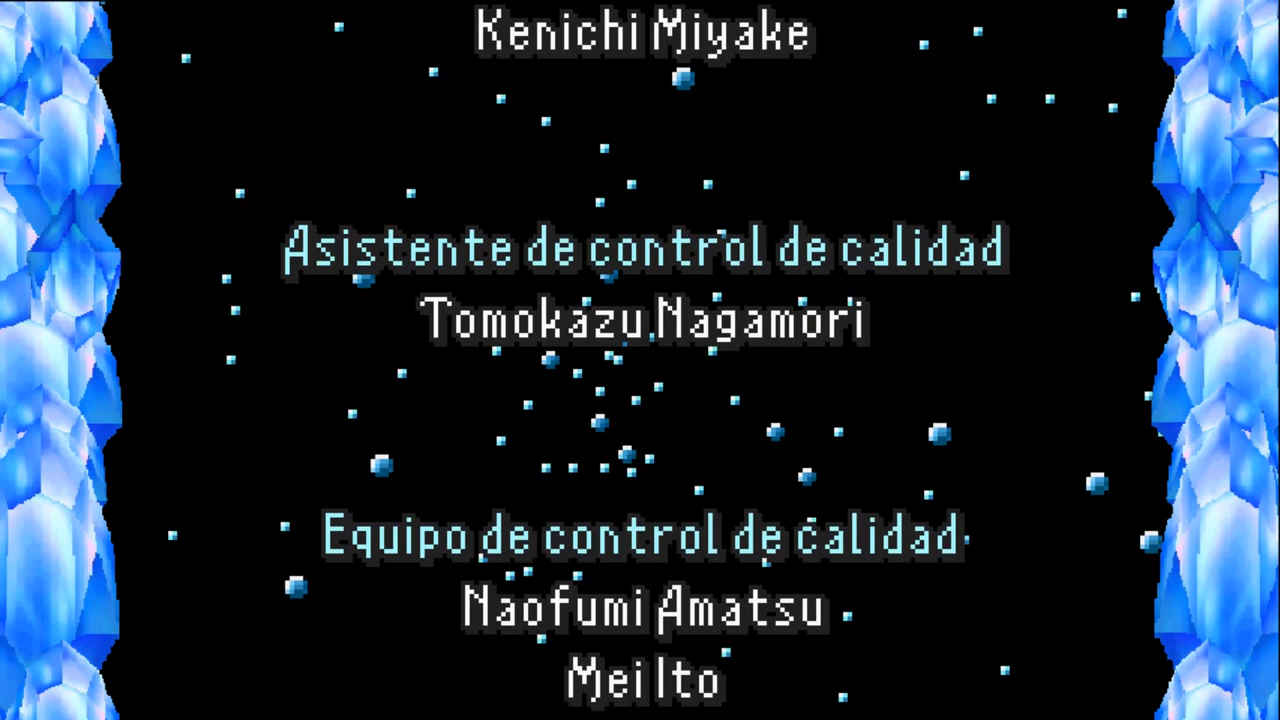 Kenichi Miyake
Asistente de control de calidad
Tomokazu Nagamori
Equipo de control de calidad
Naofumi Amatsu
Mei Ito